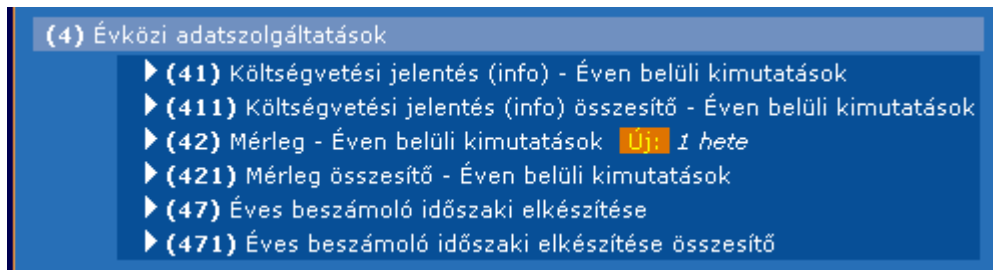 (4) Évközi adatszolgáltatások
(41) Költségvetési jelentés (info) - Éven belüli kimutatások
(411) Költségvetési jelentés (info) összesítő - Éven belüli kimutatások
(42) Mérleg - Éven belüli kimutatások Új: 1 hete
(421) Mérleg összesítő - Éven belüli kimutatások
(47) Éves beszámoló időszaki elkészítése
(471) Éves beszámoló időszaki elkészítése összesítő